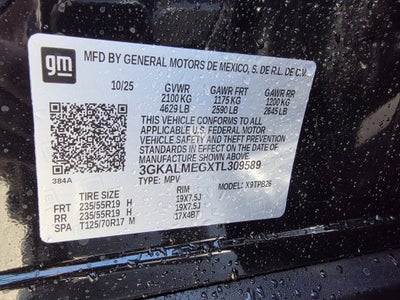 gm
MFD BY GENERAL MOTORS DE MEXICO, S. DE R.L. DE C.V.
10/25 GVWR GAWR FRT GAWR RR
2100 KG 1175 KG 1200 KG
4629 LB 2590 LB 2645 LB
THIS VEHICLE CONFORMS TO ALL
APPLICABLE U.S. FEDERAL MOTOR
VEHICLE SAFETY AND THEFT PREVENTION
STANDARDS IN EFFECT ON THE DATE OF
MANUFACTURE SHOWN ABOVE.
3GKALMEGXTL309589
TYPE: MPV MODEL: X9TPB26
384A
TIRE SIZE RIM
FRT 235/55R19 H 19X7.5J
RR 235/55R19 H 19X7.5J
SPA T125/70R17 M 17X4BT